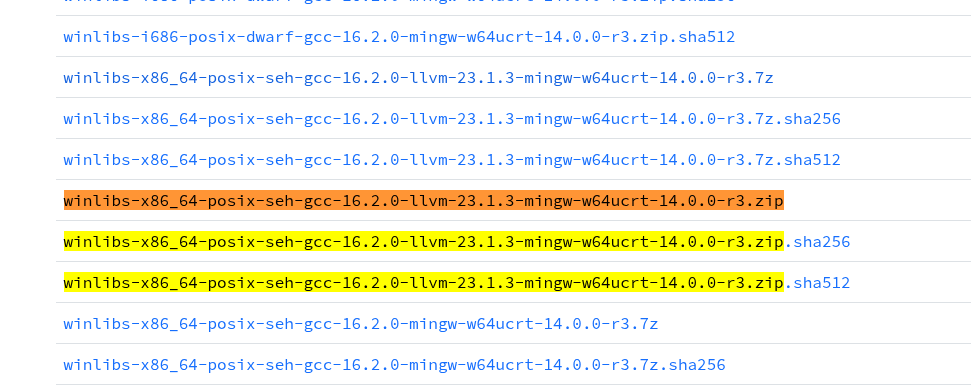 winlibs-i686-posix-dwarf-gcc-16.2.0-mingw-w64ucrt-14.0.0-r3.zip.sha512
winlibs-x86_64-posix-seh-gcc-16.2.0-llvm-23.1.3-mingw-w64ucrt-14.0.0-r3.7z
winlibs-x86_64-posix-seh-gcc-16.2.0-llvm-23.1.3-mingw-w64ucrt-14.0.0-r3.7z.sha256
winlibs-x86_64-posix-seh-gcc-16.2.0-llvm-23.1.3-mingw-w64ucrt-14.0.0-r3.7z.sha512
winlibs-x86_64-posix-seh-gcc-16.2.0-llvm-23.1.3-mingw-w64ucrt-14.0.0-r3.zip
winlibs-x86_64-posix-seh-gcc-16.2.0-llvm-23.1.3-mingw-w64ucrt-14.0.0-r3.zip.sha256
winlibs-x86_64-posix-seh-gcc-16.2.0-llvm-23.1.3-mingw-w64ucrt-14.0.0-r3.zip.sha512
winlibs-x86_64-posix-seh-gcc-16.2.0-mingw-w64ucrt-14.0.0-r3.7z
winlibs-x86_64-posix-seh-gcc-16.2.0-mingw-w64ucrt-14.0.0-r3.7z.sha256